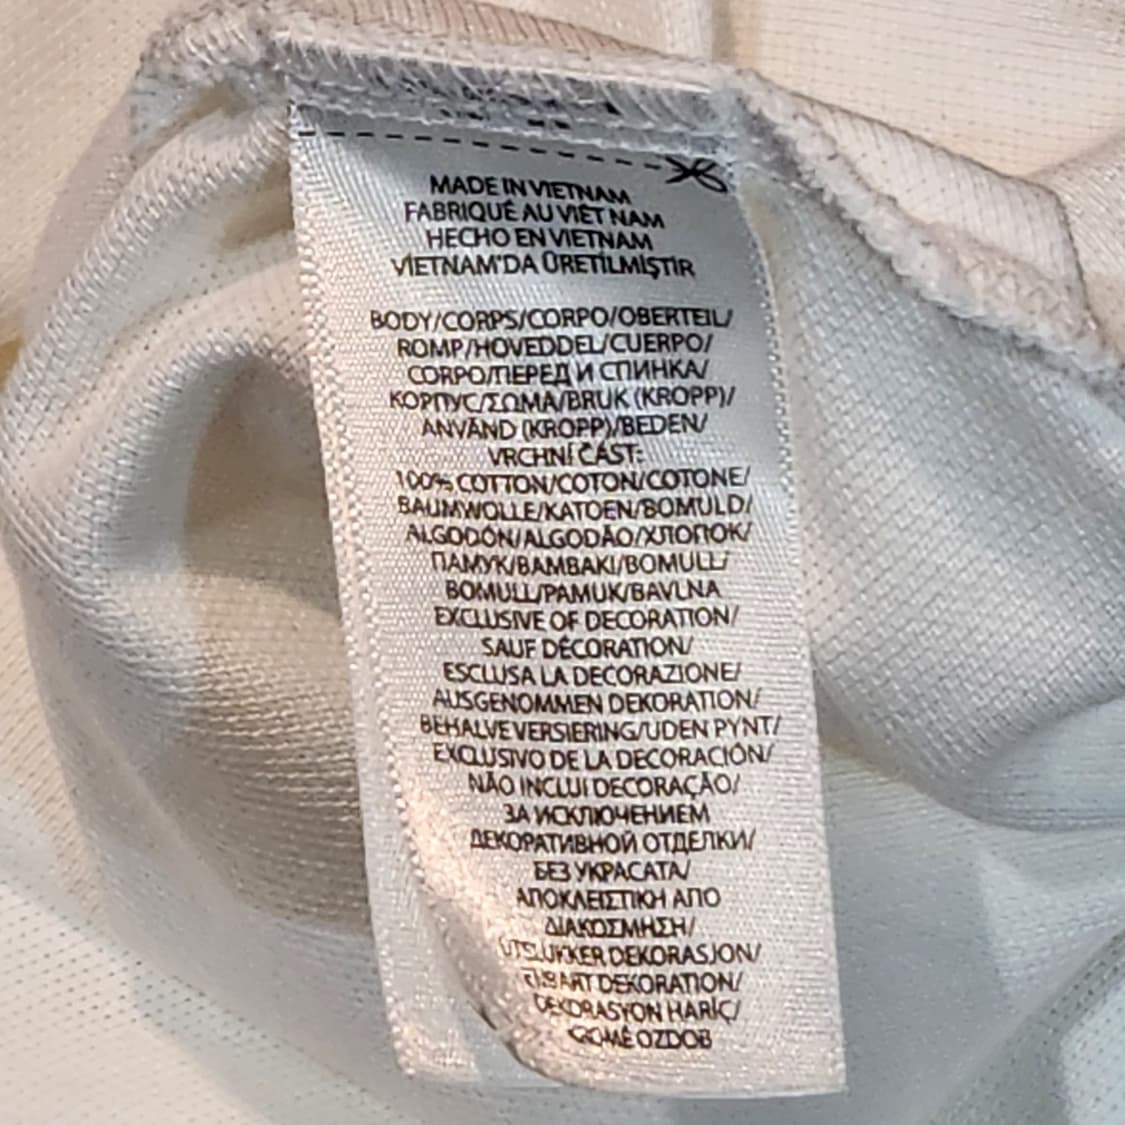 MADE IN VIETNAM
FABRIQUÉ AU VIÊT NAM
HECHO EN VIETNAM
VİETNAM'DA ÜRETİLMİŞTİR
BODY/CORPS/CORPO/OBERTEIL/
ROMP/HOVEDDEL/CUERPO/
CORPO/ПЕРЕД И СПИНКА/
КОРПУС/ΣΩΜΑ/BRUK (KROPP)/
ANVÄND (KROPP)/BEDEN/
VRCHNÍ ČÁST:
100% COTTON/COTON/COTONE/
BAUMWOLLE/KATOEN/BOMULD/
ALGODÓN/ALGODÃO/ХЛОПОК/
ПАМУК/ΒΑΜΒΑΚΙ/BOMULL/
BOMULL/PAMUK/BAVLNA
EXCLUSIVE OF DECORATION/
SAUF DÉCORATION/
ESCLUSA LA DECORAZIONE/
AUSGENOMMEN DEKORATION/
BEHALVE VERSIERING/UDEN PYNT/
EXCLUSIVO DE LA DECORACIÓN/
NÃO INCLUI DECORAÇÃO/
ЗА ИСКЛЮЧЕНИЕМ
ДЕКОРАТИВНОЙ ОТДЕЛКИ/
БЕЗ УКРАСАТА/
ΑΠΟΚΛΕΙΣΤΙΚΗ ΑΠΟ
ΔΙΑΚΟΣΜΗΣΗ/
UTSLUKKER DEKORASJON/
DEKORATION/
DEKORASYON HARİÇ/
KROMĚ OZDOB